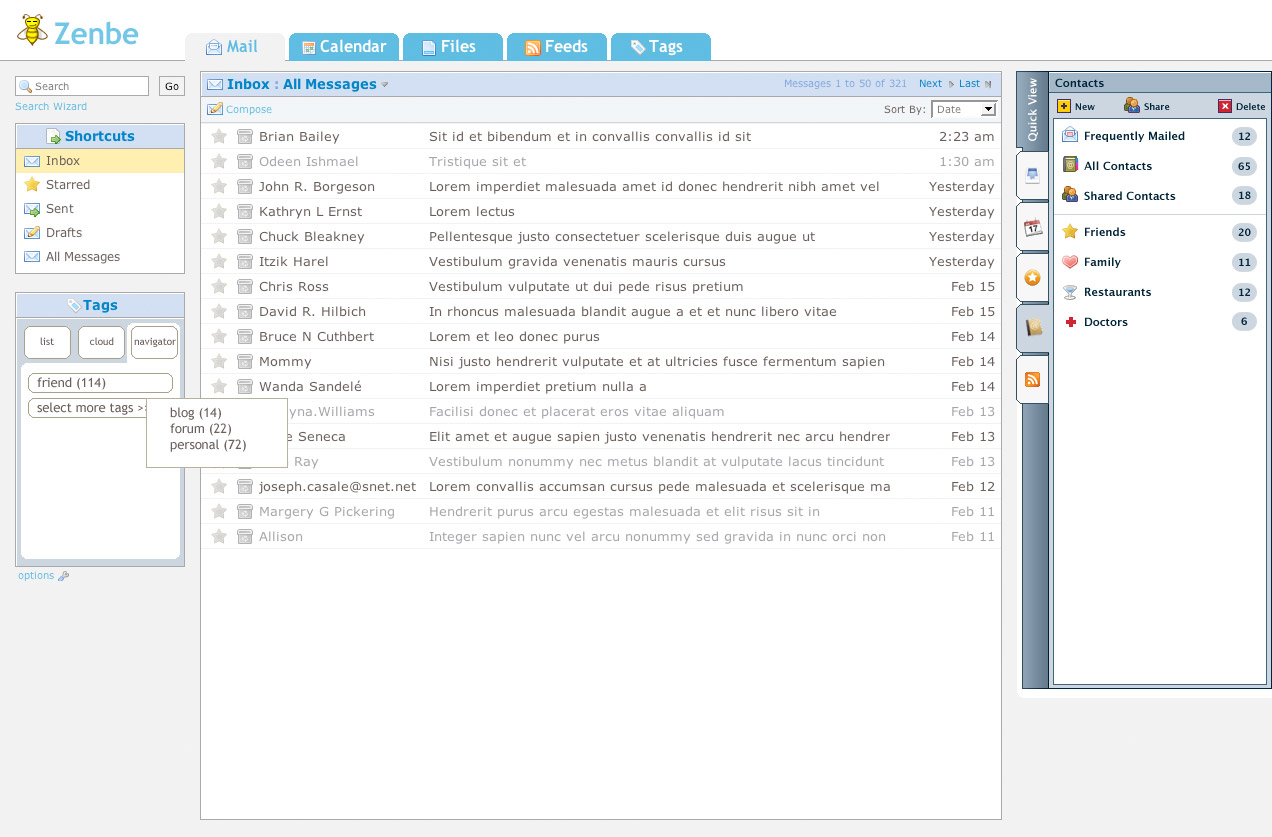 Zenbe
Mail
Calendar
Files
Feeds
Tags
Search
Go
Search Wizard
Shortcuts
Inbox
Starred
Sent
Drafts
All Messages
Tags
list
cloud
navigator
friend (114)
select more tags >
blog (14)
forum (22)
personal (72)
options
Inbox : All Messages
Messages 1 to 50 of 321 Next Last
Compose
Sort By: Date
Brian Bailey Sit id et bibendum et in convallis convallis id sit 2:23 am
Odeen Ishmael Tristique sit et 1:30 am
John R. Borgeson Lorem imperdiet malesuada amet id donec hendrerit nibh amet vel Yesterday
Kathryn L Ernst Lorem lectus Yesterday
Chuck Bleakney Pellentesque justo consectetuer scelerisque duis augue ut Yesterday
Itzik Harel Vestibulum gravida venenatis mauris cursus Yesterday
Chris Ross Vestibulum vulputate ut dui pede risus pretium Feb 15
David R. Hilbich In rhoncus malesuada blandit augue a et et nunc libero vitae Feb 15
Bruce N Cuthbert Lorem et leo donec purus Feb 14
Mommy Nisi justo hendrerit vulputate et at ultricies fusce fermentum sapien Feb 14
Wanda Sandelé Lorem imperdiet pretium nulla a Feb 14
yna.Williams Facilisi donec et placerat eros vitae aliquam Feb 13
Seneca Elit amet et augue sapien justo venenatis hendrerit nec arcu hendrer Feb 13
Ray Vestibulum nonummy nec metus blandit at vulputate lacus tincidunt Feb 13
joseph.casale@snet.net Lorem convallis accumsan cursus pede malesuada et scelerisque ma Feb 12
Margery G Pickering Hendrerit purus arcu egestas malesuada et elit risus sit in Feb 11
Allison Integer sapien nunc vel arcu nonummy sed gravida in nunc orci non Feb 11
Quick View
17
Contacts
New Share Delete
Frequently Mailed 12
All Contacts 65
Shared Contacts 18
Friends 20
Family 11
Restaurants 12
Doctors 6